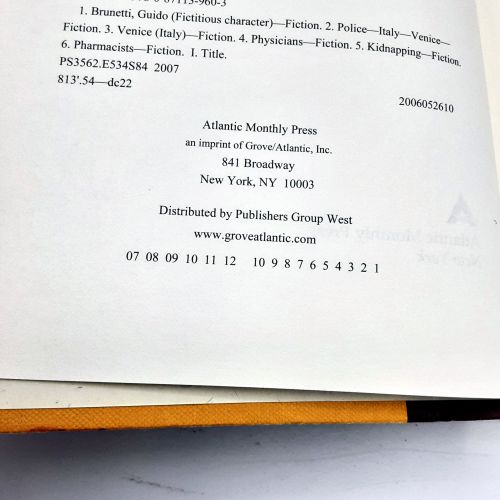 1. Brunetti, Guido (Fictitious character)—Fiction. 2. Police—Italy—Venice—
Fiction. 3. Venice (Italy)—Fiction. 4. Physicians—Fiction. 5. Kidnapping—Fiction.
6. Pharmacists—Fiction. I. Title.
PS3562.E534S84 2007
813'.54—dc22
2006052610
Atlantic Monthly Press
an imprint of Grove/Atlantic, Inc.
841 Broadway
New York, NY 10003
Distributed by Publishers Group West
www.groveatlantic.com
07 08 09 10 11 12 10 9 8 7 6 5 4 3 2 1